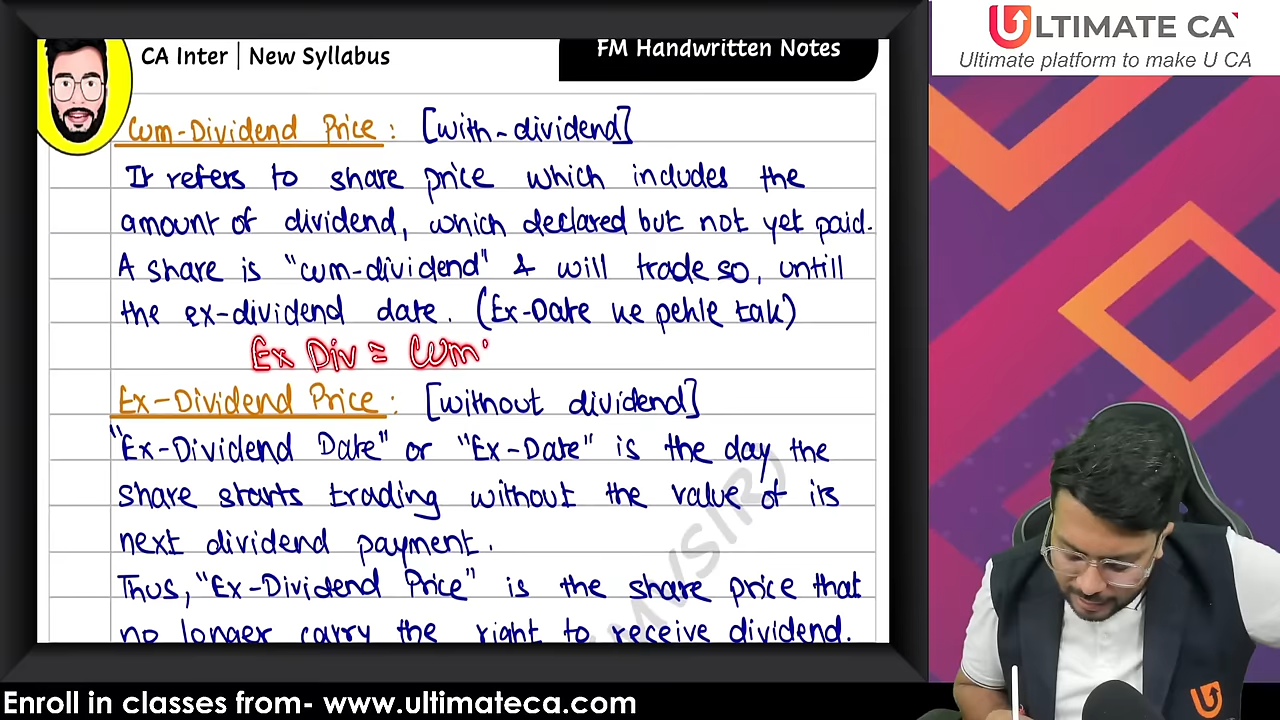 CA Inter | New Syllabus
FM Handwritten Notes
ULTIMATE CA
Ultimate platform to make U CA
Cum-Dividend Price : [with-dividend]
It refers to share price which includes the
amount of dividend, which declared but not yet paid.
A share is "cum-dividend" & will trade so, untill
the ex-dividend date. (Ex-Date ke pehle tak)
Ex Div = Cum
Ex-Dividend Price : [without dividend]
"Ex-Dividend Date" or "Ex-Date" is the day the
share starts trading without the value of its
next dividend payment.
Thus, "Ex-Dividend Price" is the share price that
no longer carry the right to receive dividend.
Enroll in classes from- www.ultimateca.com